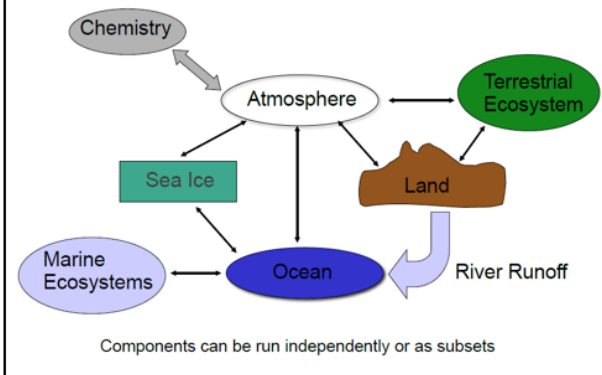 Chemistry
Atmosphere
Terrestrial
Ecosystem
Sea Ice
Land
Marine
Ecosystems
Ocean
River Runoff
Components can be run independently or as subsets